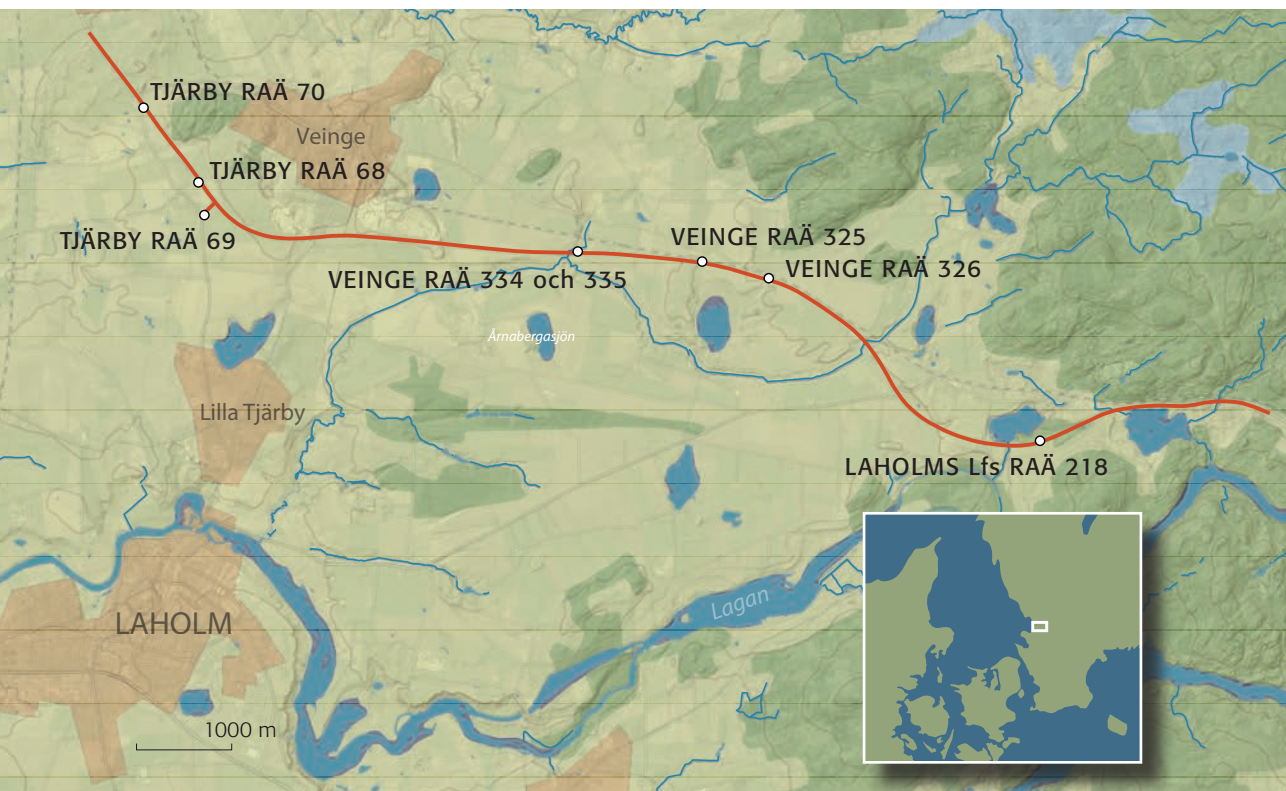 TJÄRBY RAÄ 70
Veinge
TJÄRBY RAÄ 68
TJÄRBY RAÄ 69
VEINGE RAÄ 325
VEINGE RAÄ 326
VEINGE RAÄ 334 och 335
Årnabergasjön
Lilla Tjärby
LAHOLMS Lfs RAÄ 218
Lagan
LAHOLM
1000 m